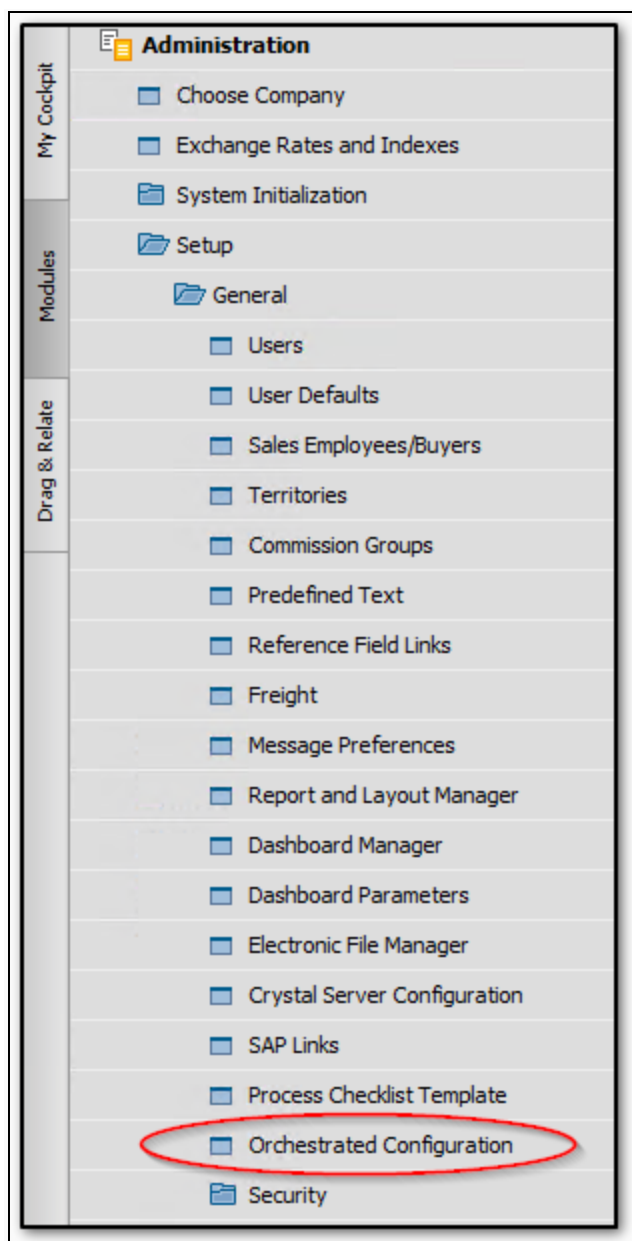 My Cockpit
Modules
Drag & Relate
Administration
Choose Company
Exchange Rates and Indexes
System Initialization
Setup
General
Users
User Defaults
Sales Employees/Buyers
Territories
Commission Groups
Predefined Text
Reference Field Links
Freight
Message Preferences
Report and Layout Manager
Dashboard Manager
Dashboard Parameters
Electronic File Manager
Crystal Server Configuration
SAP Links
Process Checklist Template
Orchestrated Configuration
Security